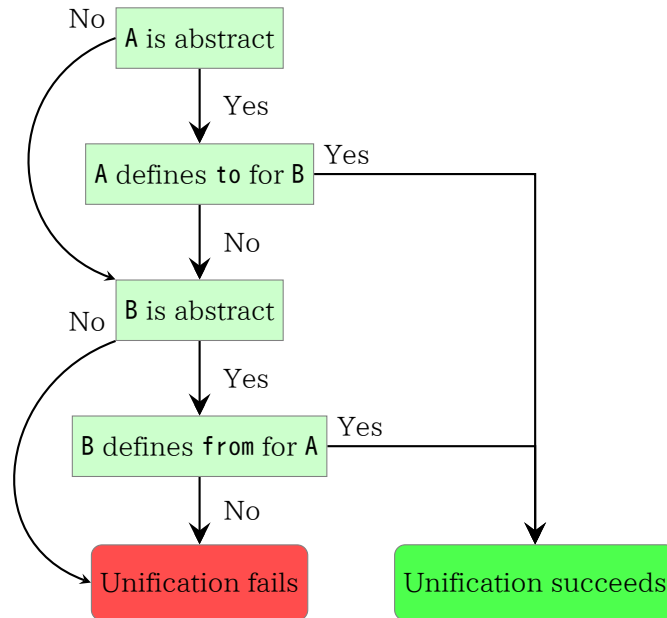 No
A is abstract
Yes
A defines to for B
Yes
No
B is abstract
No
Yes
B defines from for A
Yes
No
Unification fails
Unification succeeds